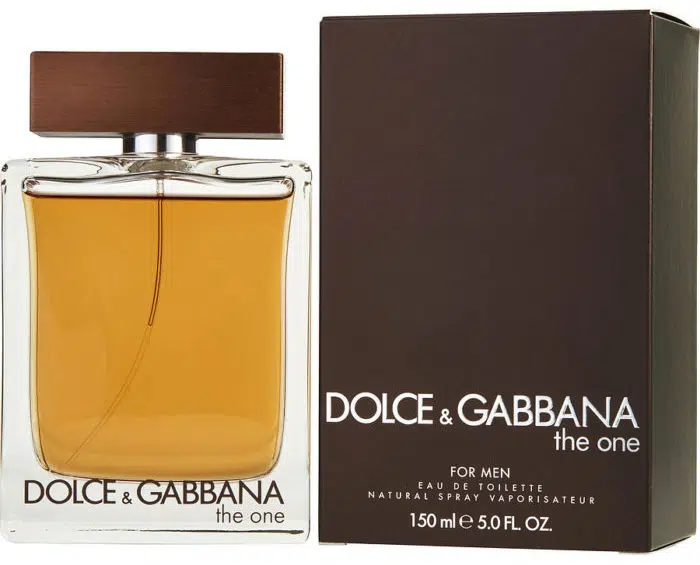 DOLCE & GABBANA
the one
DOLCE & GABBANA
the one
FOR MEN
EAU DE TOILETTE
NATURAL SPRAY VAPORISATEUR
150 ml ℮ 5.0 FL. OZ.